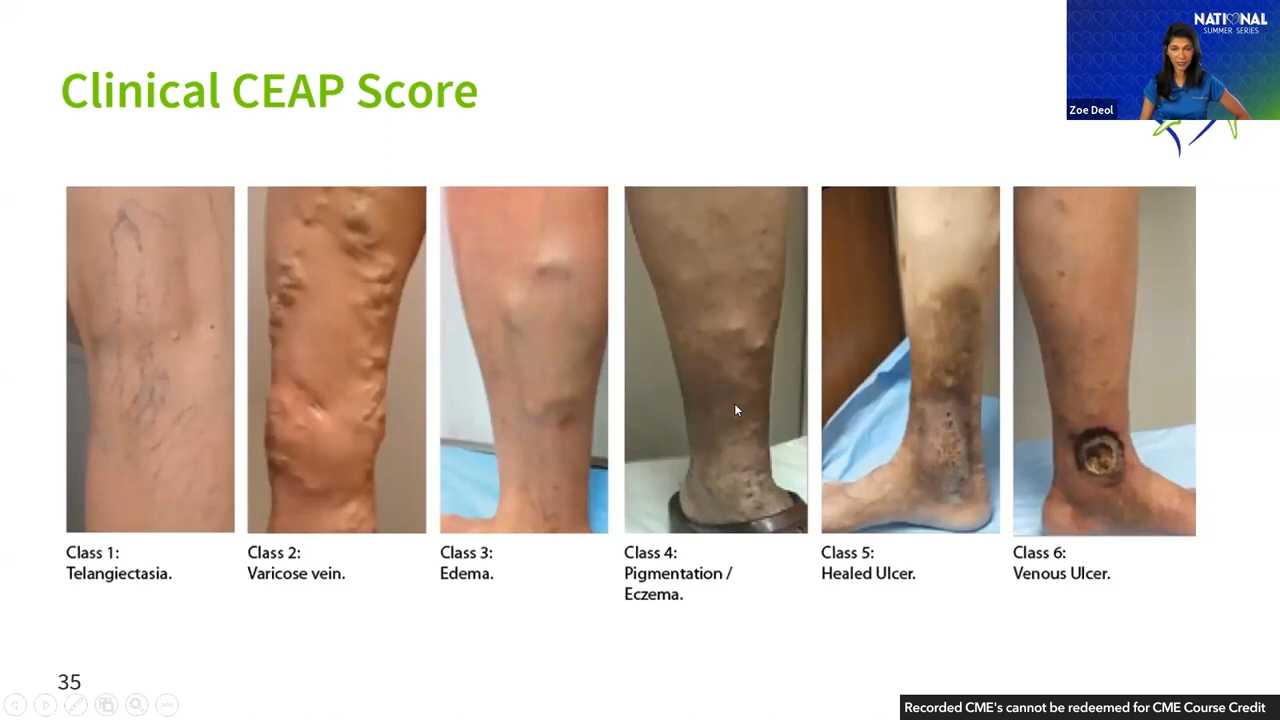 NATIONAL
SUMMER SERIES
Zoe Deol
Clinical CEAP Score
Class 1:
Telangiectasia.
Class 2:
Varicose vein.
Class 3:
Edema.
Class 4:
Pigmentation /
Eczema.
Class 5:
Healed Ulcer.
Class 6:
Venous Ulcer.
35
Recorded CME's cannot be redeemed for CME Course Credit